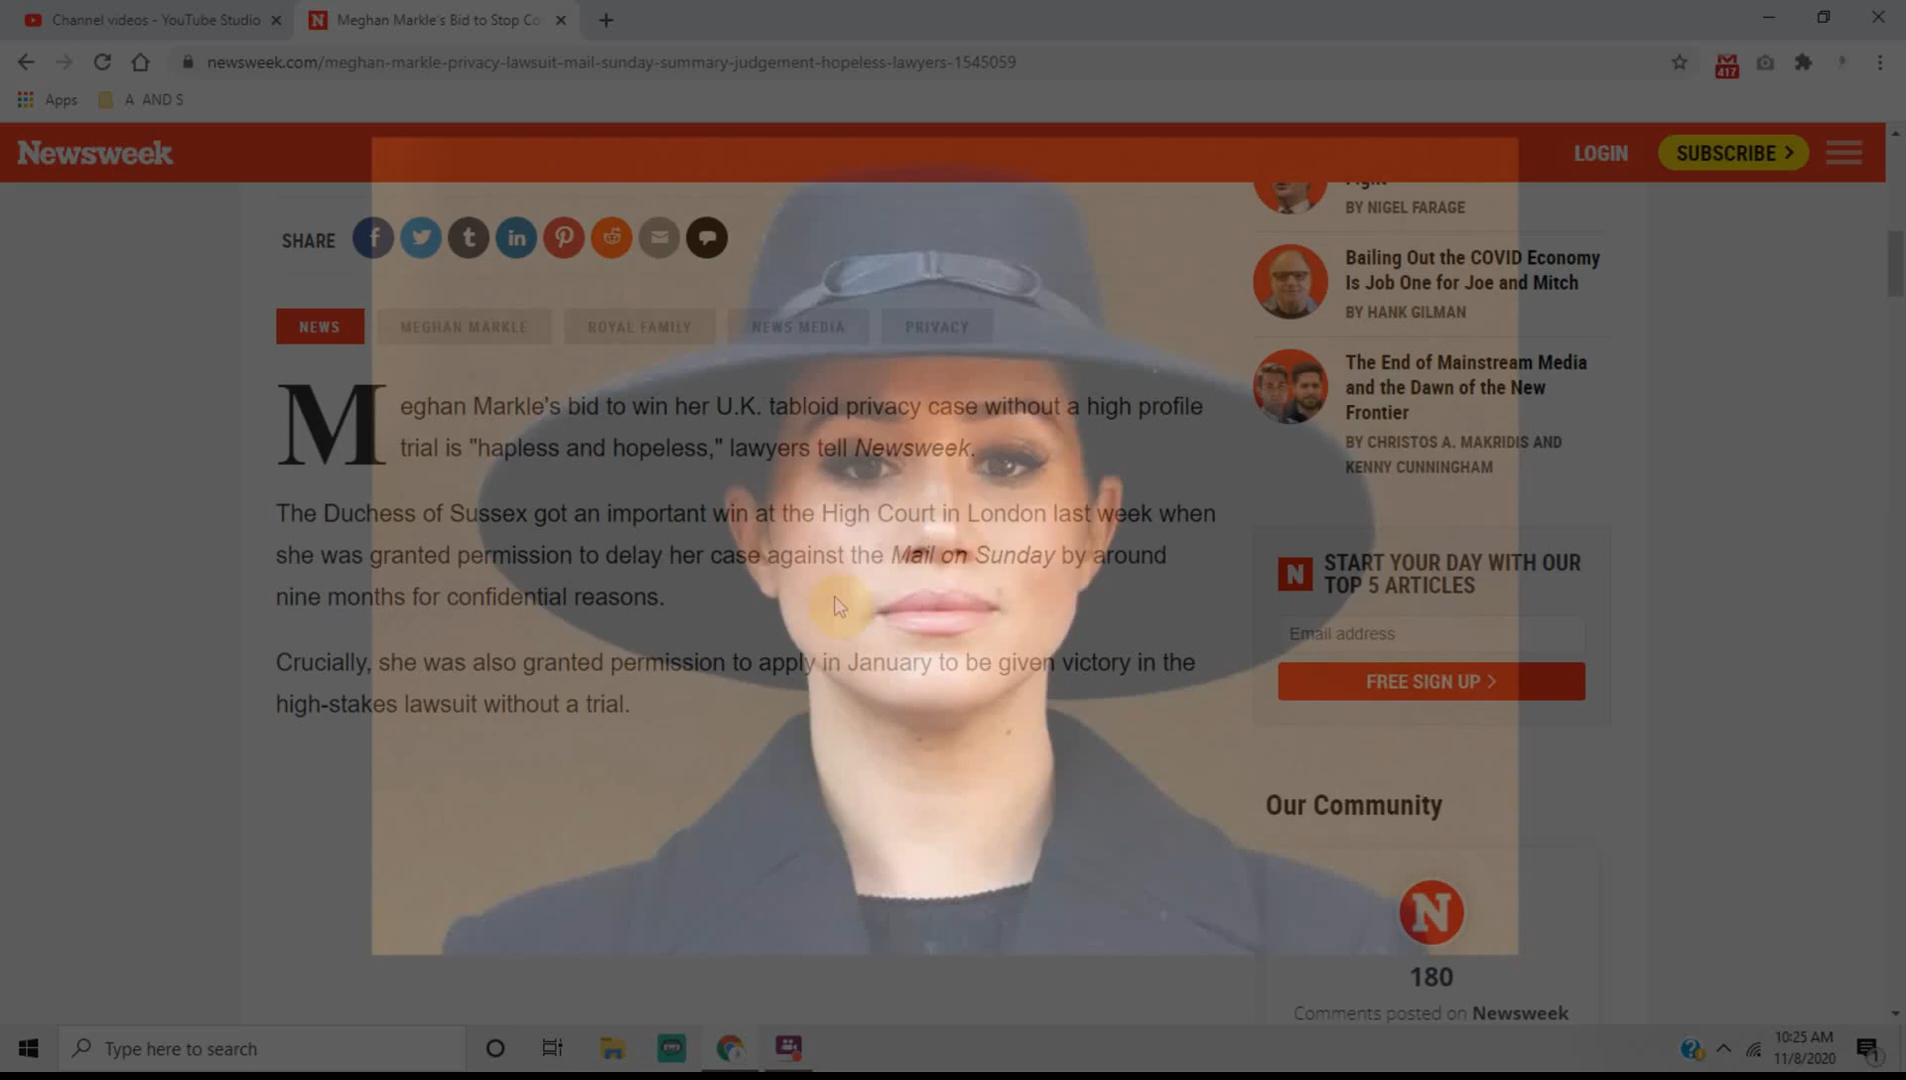 Channel videos - YouTube Studio
Meghan Markle's Bid to Stop Co
newsweek.com/meghan-markle-privacy-lawsuit-mail-sunday-summary-judgement-hopeless-lawyers-1545059
417
Apps
A AND S
Newsweek
LOGIN
SUBSCRIBE
SHARE
NEWS
MEGHAN MARKLE
ROYAL FAMILY
NEWS MEDIA
PRIVACY
Meghan Markle's bid to win her U.K. tabloid privacy case without a high profile
trial is "hapless and hopeless," lawyers tell Newsweek.
The Duchess of Sussex got an important win at the High Court in London last week when
she was granted permission to delay her case against the Mail on Sunday by around
nine months for confidential reasons.
Crucially, she was also granted permission to apply in January to be given victory in the
high-stakes lawsuit without a trial.
BY NIGEL FARAGE
Bailing Out the COVID Economy
Is Job One for Joe and Mitch
BY HANK GILMAN
The End of Mainstream Media
and the Dawn of the New
Frontier
BY CHRISTOS A. MAKRIDIS AND
KENNY CUNNINGHAM
N
START YOUR DAY WITH OUR
TOP 5 ARTICLES
Email address
FREE SIGN UP
Our Community
N
180
Comments posted on Newsweek
Type here to search
10:25 AM
11/8/2020
1